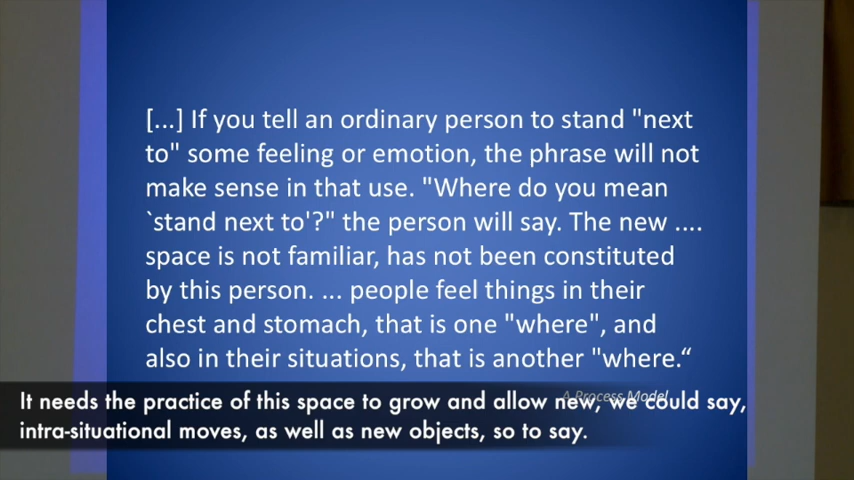 [...] If you tell an ordinary person to stand "next
to" some feeling or emotion, the phrase will not
make sense in that use. "Where do you mean
`stand next to'?" the person will say. The new ....
space is not familiar, has not been constituted
by this person. ... people feel things in their
chest and stomach, that is one "where", and
also in their situations, that is another "where.“
A Process Model
It needs the practice of this space to grow and allow new, we could say,
intra-situational moves, as well as new objects, so to say.